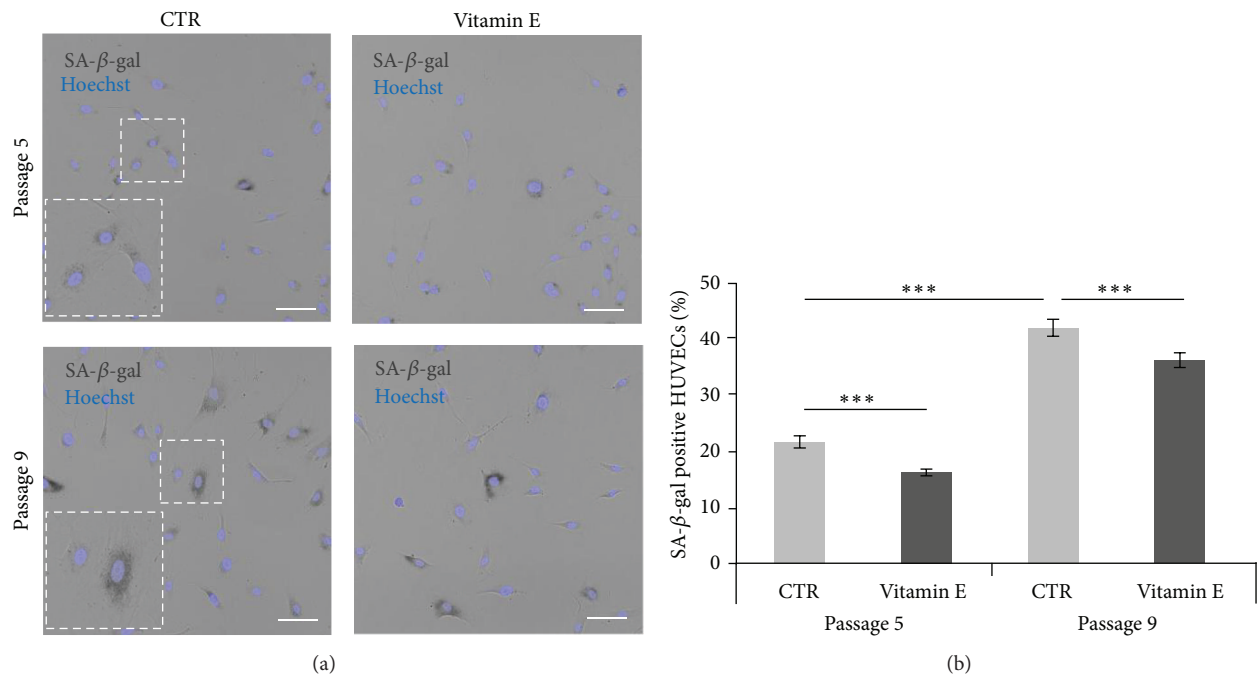 CTR
Vitamin E
Passage 5
SA-β-gal
Hoechst
SA-β-gal
Hoechst
Passage 9
SA-β-gal
Hoechst
SA-β-gal
Hoechst
(a)
SA-β-gal positive HUVECs (%)
50
40
30
20
10
0
***
***
***
CTR
Vitamin E
CTR
Vitamin E
Passage 5
Passage 9
(b)